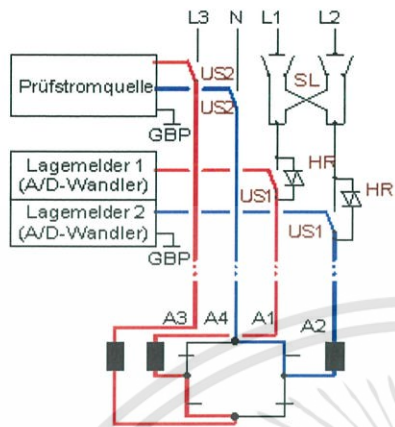 L3 N L1 L2
US2
Prüfstromquelle
SL
US2
GBP
HR
Lagemelder 1
(A/D-Wandler)
US1
HR
Lagemelder 2
(A/D-Wandler)
US1
GBP
A3 A4 A1 A2